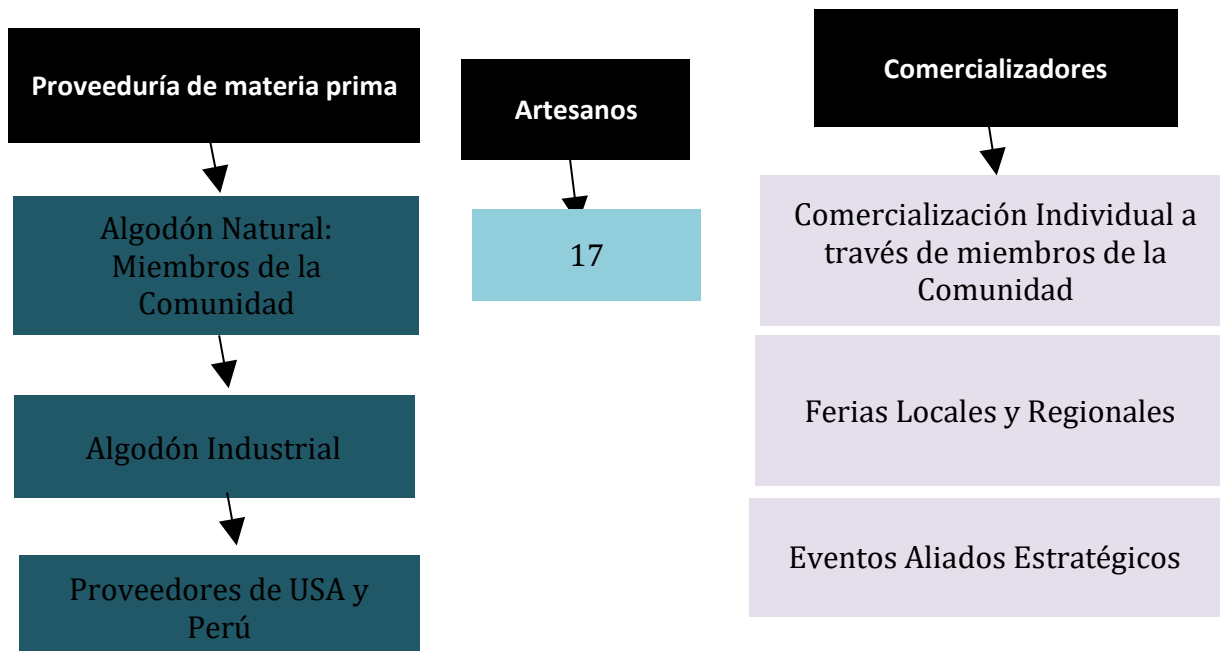 Proveeduría de materia prima
Algodón Natural:
Miembros de la
Comunidad
Algodón Industrial
Proveedores de USA y
Perú
Artesanos
17
Comercializadores
Comercialización Individual a
través de miembros de la
Comunidad
Ferias Locales y Regionales
Eventos Aliados Estratégicos